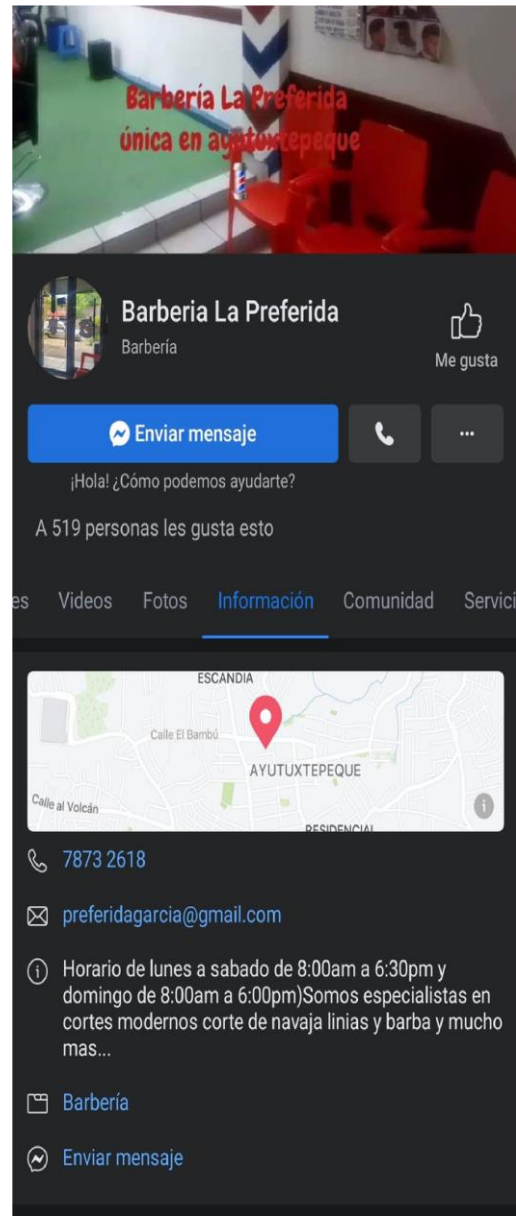 Barbería La Preferida
única en ayutuxtepeque
Barberia La Preferida
Barbería
Me gusta
Enviar mensaje
¡Hola! ¿Cómo podemos ayudarte?
A 519 personas les gusta esto
es Videos Fotos Información Comunidad Servici
ESCANDIA
Calle El Bambú
AYUTUXTEPEQUE
Calle al Volcán
RESIDENCIAL
7873 2618
preferidagarcia@gmail.com
Horario de lunes a sabado de 8:00am a 6:30pm y
domingo de 8:00am a 6:00pm)Somos especialistas en
cortes modernos corte de navaja linias y barba y mucho
mas...
Barbería
Enviar mensaje